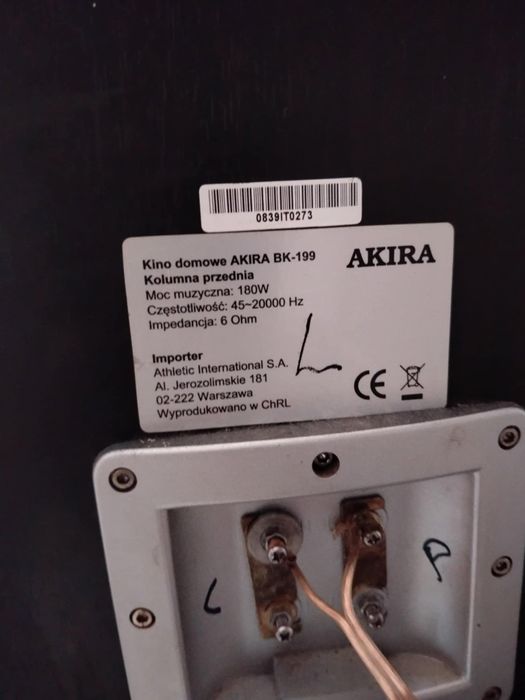 0839IT0273
Kino domowe AKIRA BK-199
AKIRA
Kolumna przednia
Moc muzyczna: 180W
Częstotliwość: 45~20000 Hz
Impedancja: 6 Ohm
L
Importer
Athletic International S.A.
Al. Jerozolimskie 181
02-222 Warszawa
Wyprodukowano w ChRL
CE